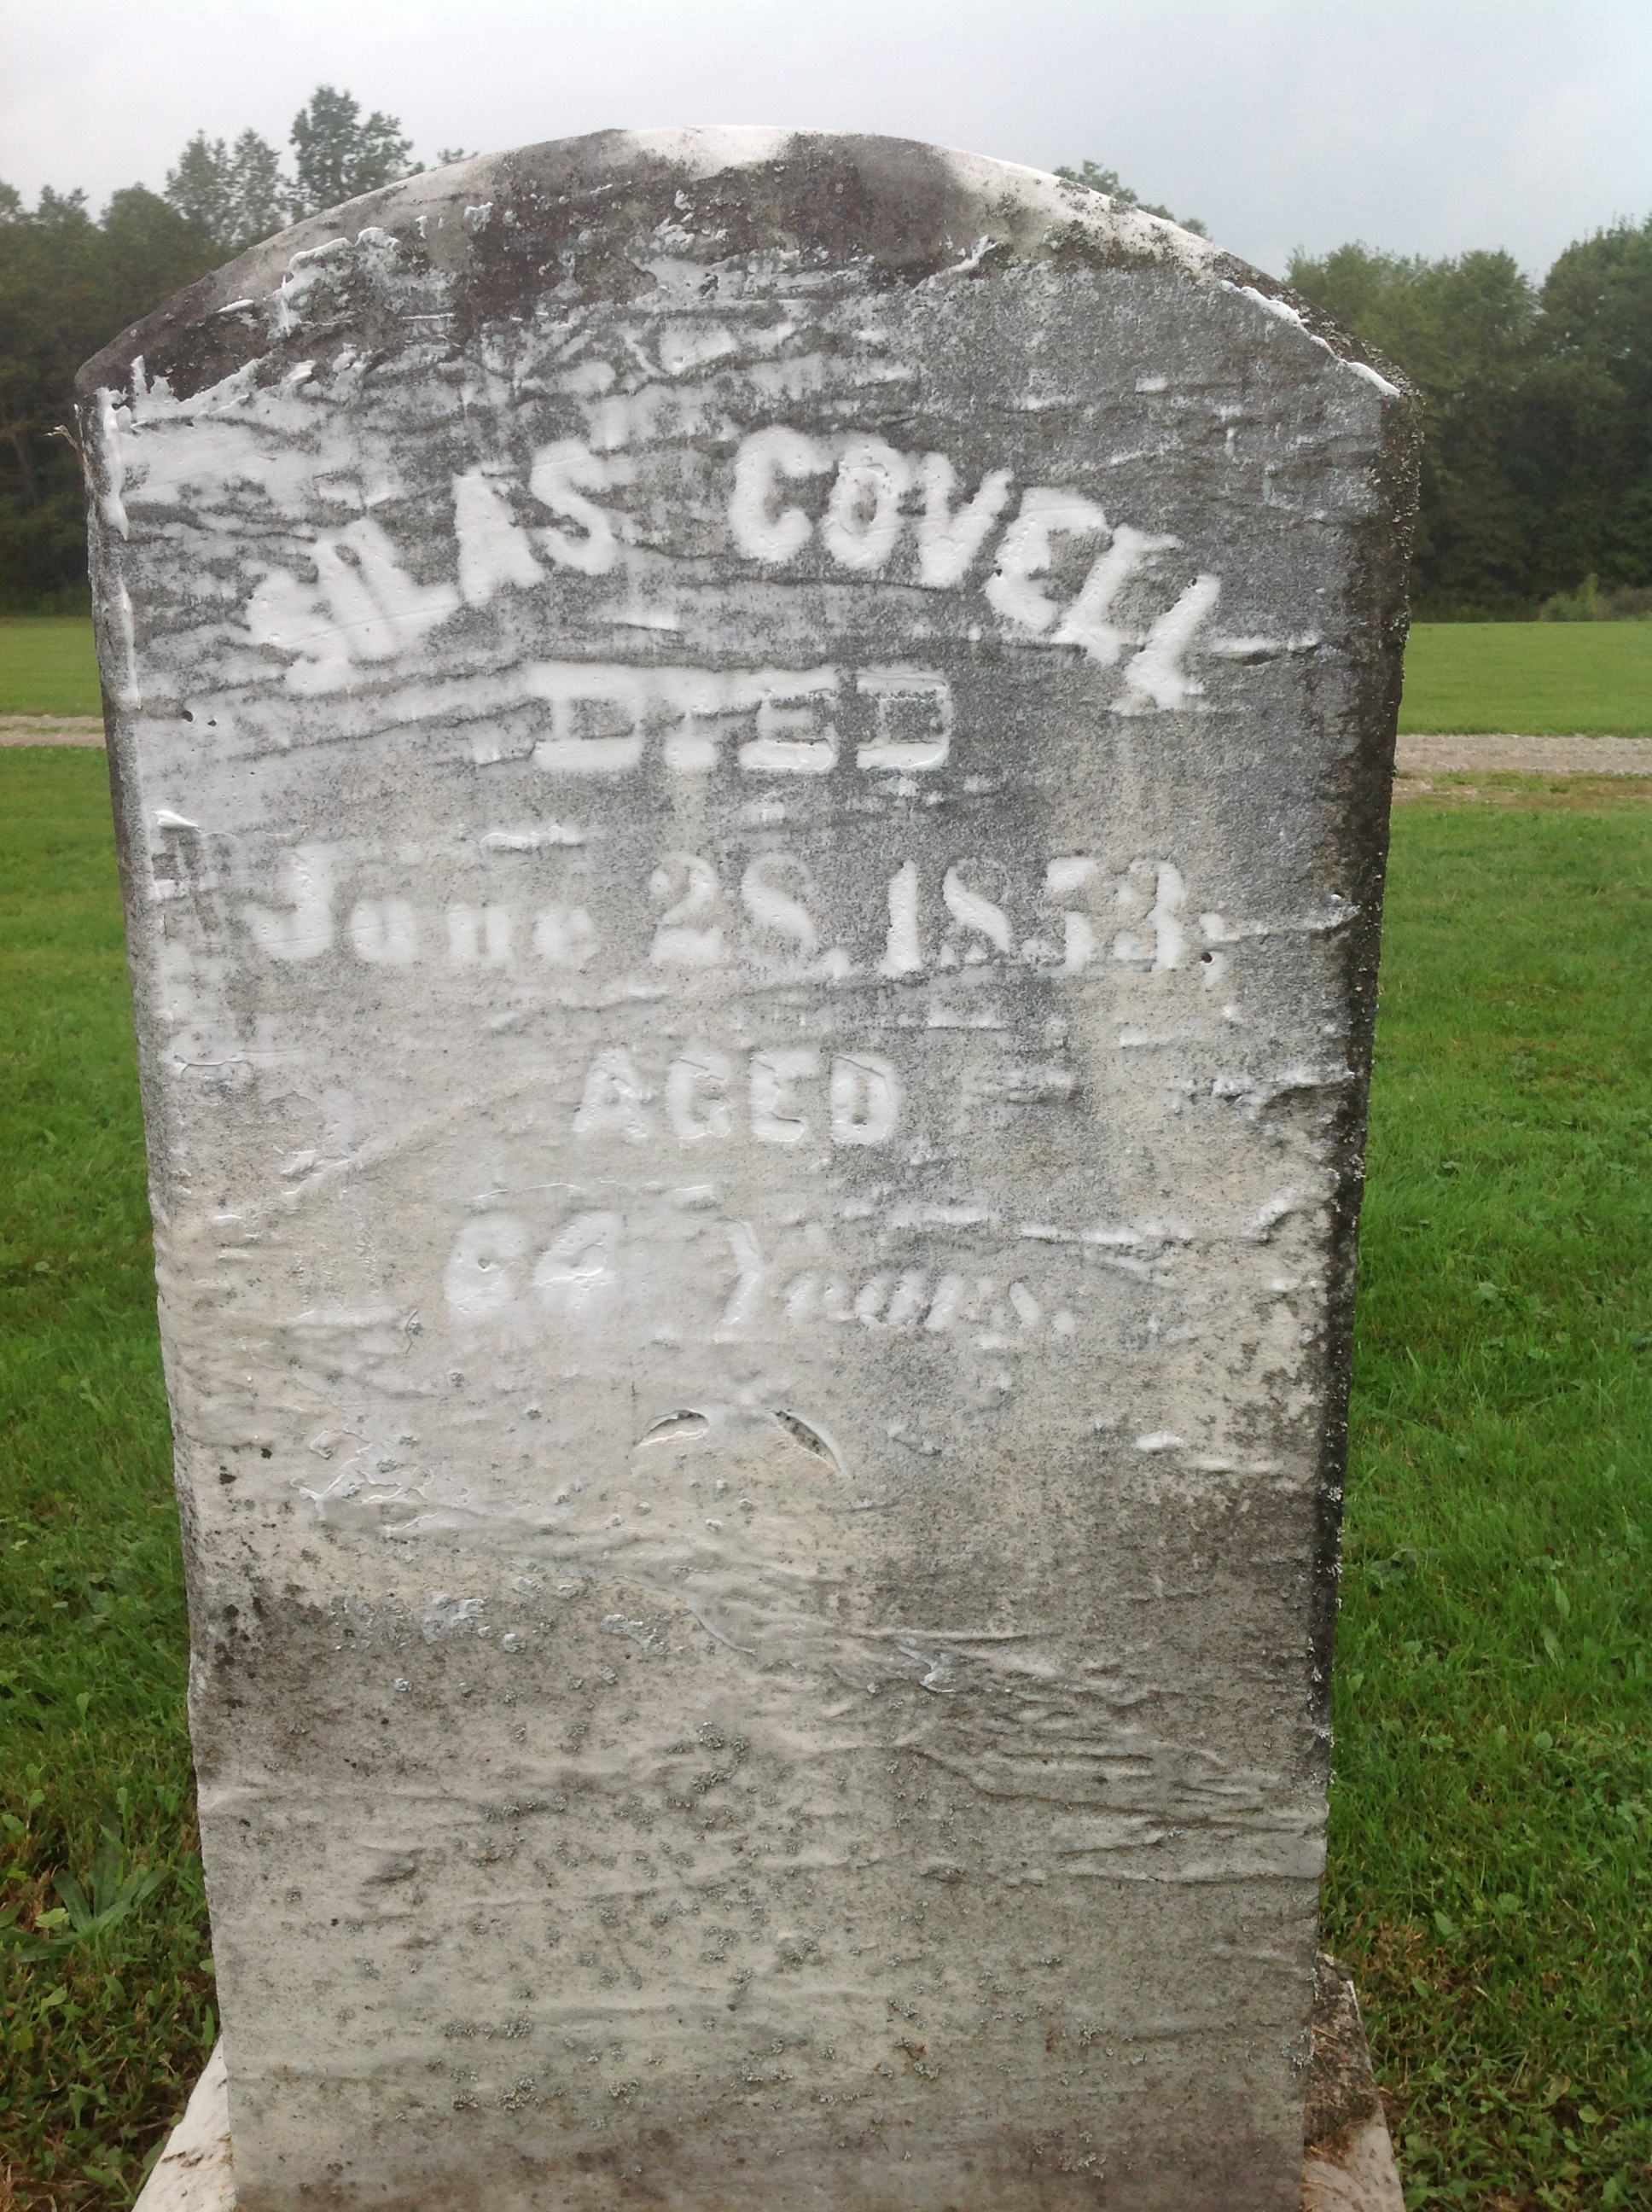 SILAS COVELL
DIED
June 28, 1853,
AGED
64 Years.